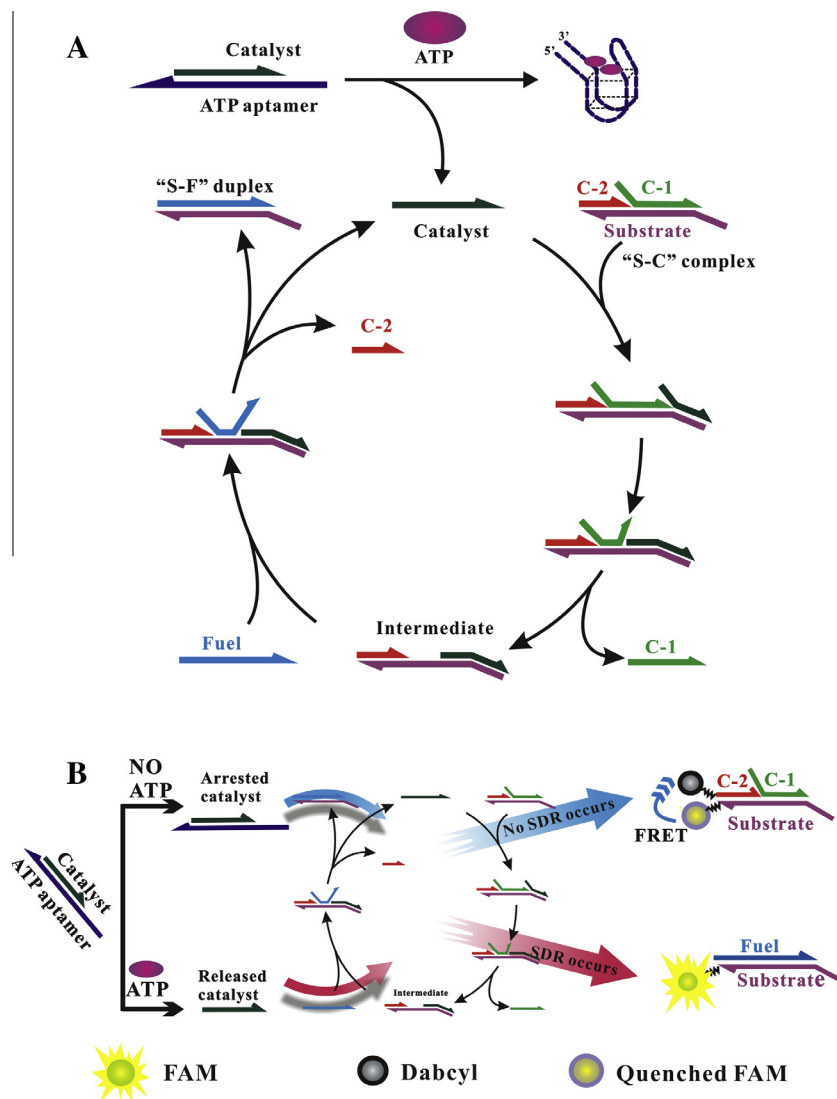 A
Catalyst
ATP aptamer
ATP
3’
5’
“S-F” duplex
Catalyst
C-2 C-1
Substrate
“S-C” complex
C-2
Fuel
Intermediate
C-1
B
NO
ATP
Arrested
catalyst
Catalyst
ATP aptamer
No SDR occurs
C-2 C-1
FRET
Substrate
ATP
Released
catalyst
Intermediate
SDR occurs
Fuel
Substrate
FAM
Dabcyl
Quenched FAM